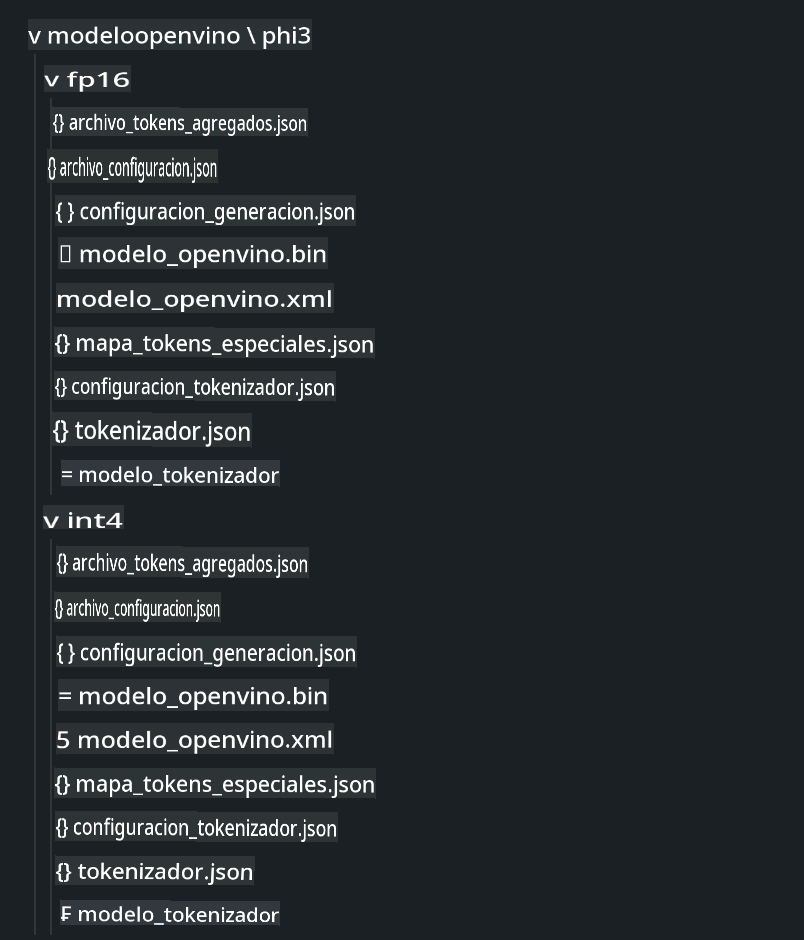 v modeloopenvino \ phi3
v fp16
{} archivo_tokens_agregados.json
{} archivo_configuracion.json
{ } configuracion_generacion.json
▯ modelo_openvino.bin
modelo_openvino.xml
{} mapa_tokens_especiales.json
{} configuracion_tokenizador.json
{} tokenizador.json
= modelo_tokenizador
v int4
{} archivo_tokens_agregados.json
{} archivo_configuracion.json
{ } configuracion_generacion.json
= modelo_openvino.bin
5 modelo_openvino.xml
{} mapa_tokens_especiales.json
{} configuracion_tokenizador.json
{} tokenizador.json
₣ modelo_tokenizador